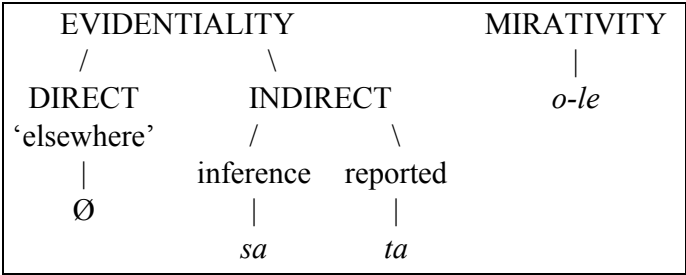 EVIDENTIALITY MIRATIVITY
/ \ |
DIRECT INDIRECT o-le
‘elsewhere’ / \
| inference reported
Ø | |
sa ta